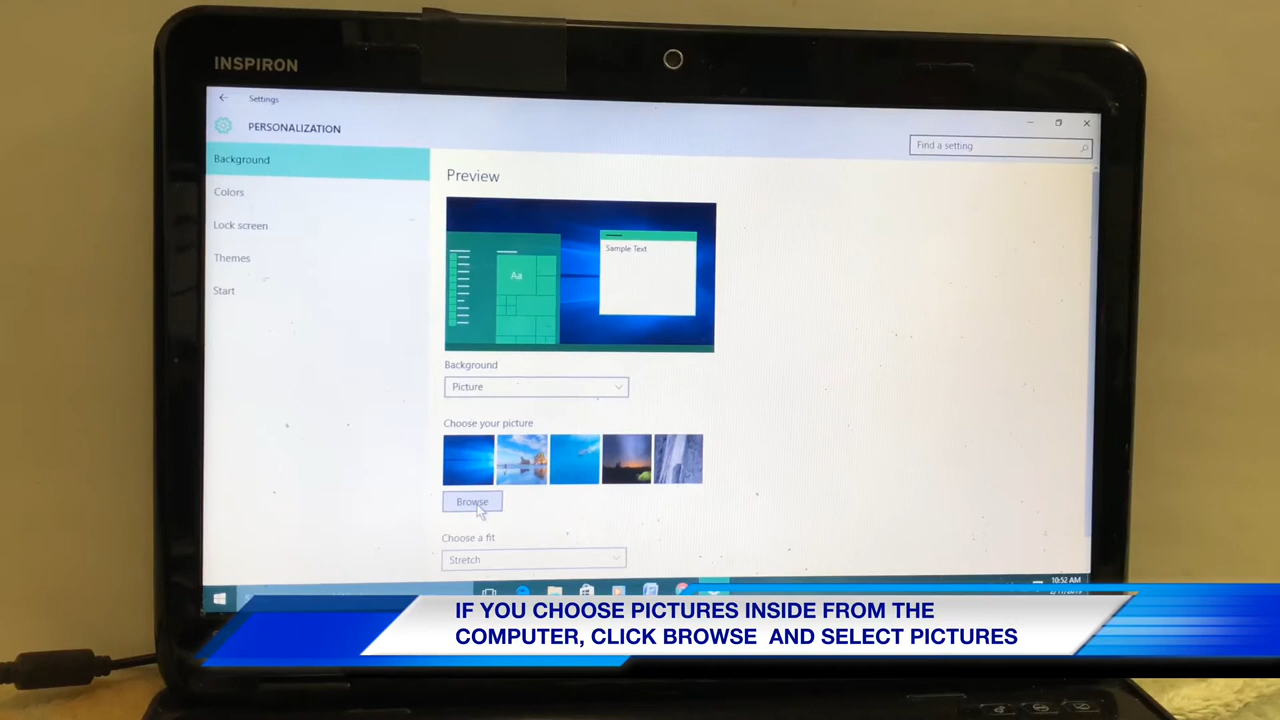 INSPIRON
Settings
PERSONALIZATION
Find a setting
Background
Colors
Lock screen
Themes
Start
Preview
Sample Text
Aa
Background
Picture
Choose your picture
Browse
Choose a fit
Stretch
10:52 AM
IF YOU CHOOSE PICTURES INSIDE FROM THE
COMPUTER, CLICK BROWSE AND SELECT PICTURES